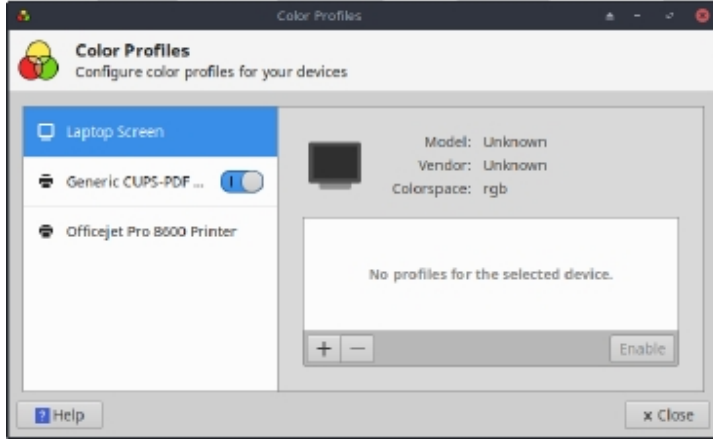 Color Profiles
Color Profiles
Configure color profiles for your devices
Laptop Screen
Generic CUPS-PDF ...
Officejet Pro 8600 Printer
Model: Unknown
Vendor: Unknown
Colorspace: rgb
No profiles for the selected device.
Enable
Help
Close